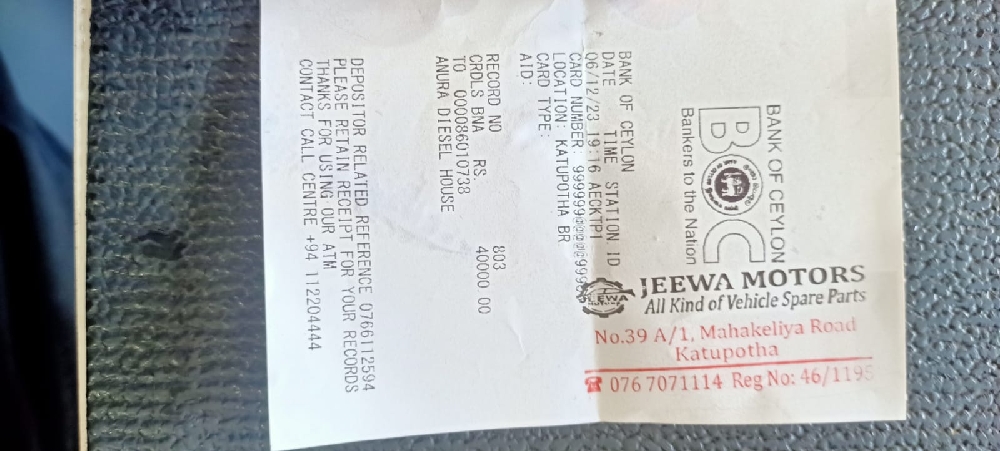 BANK OF CEYLON
BOC
Bankers to the Nation
JEEWA MOTORS
All Kind of Vehicle Spare Parts
No.39 A/1, Mahakeliya Road
Katupotha
☎ 076 7071114 Reg No: 46/1195
BANK OF CEYLON
DATE TIME STATION ID
06/12/23 19:16 AECKTP1
CARD NUMBER:
LOCATION: KATUPOTHA BR
CARD TYPE:
AID:
RECORD NO 803
CRDLS BNA RS. 40000 00
TO 000086010738
ANURA DIESEL HOUSE
DEPOSITOR RELATED REFERENCE 0766112594
PLEASE RETAIN RECEIPT FOR YOUR RECORDS
THANKS FOR USING OUR ATM
CONTACT CALL CENTRE +94 112204444